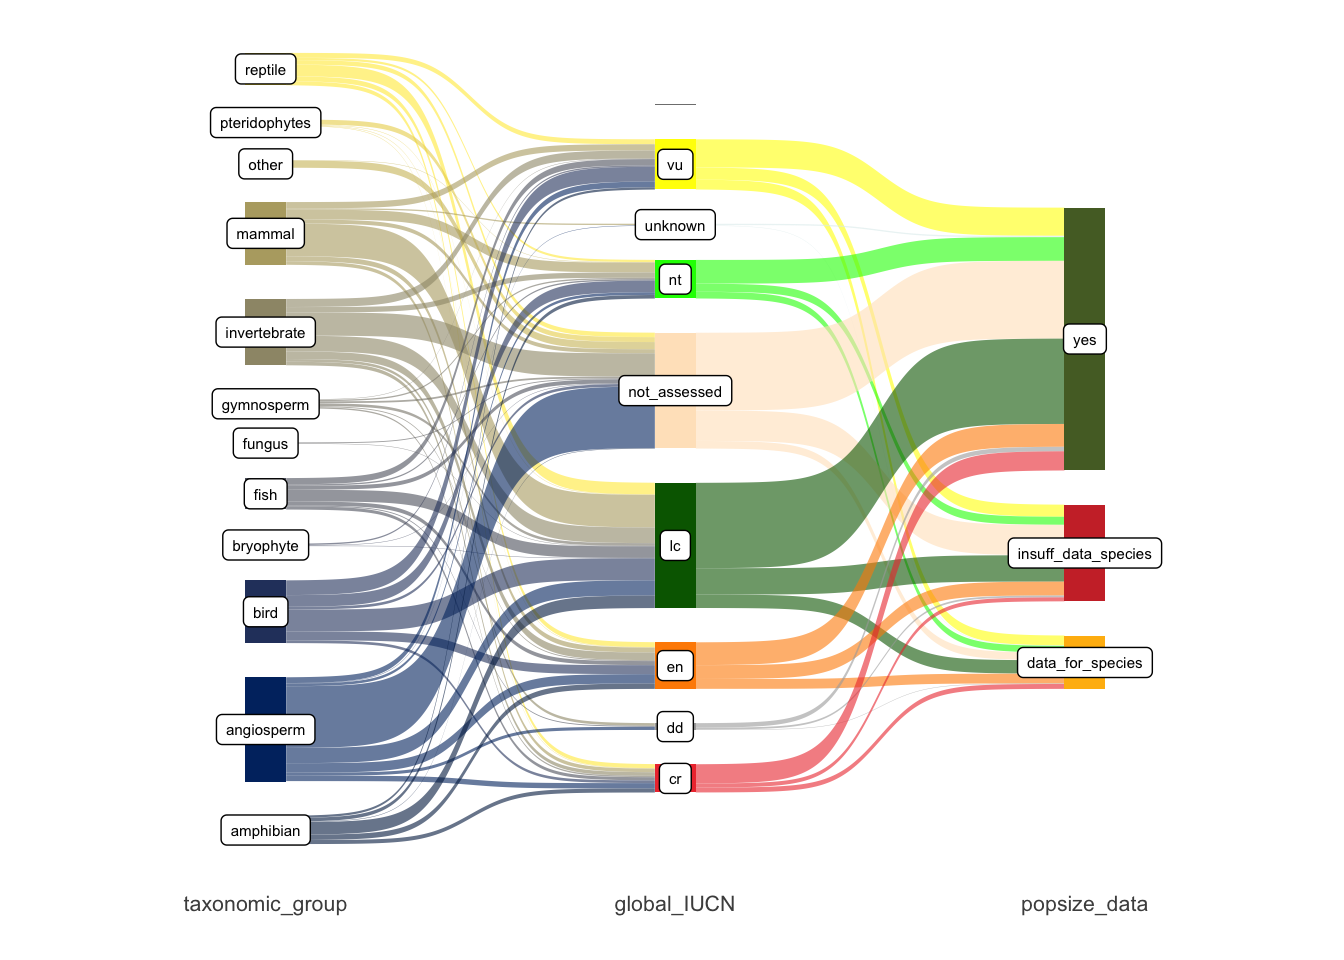 reptile
pteridophytes
other
mammal
invertebrate
gymnosperm
fungus
fish
bryophyte
bird
angiosperm
amphibian
vu
unknown
nt
not_assessed
lc
en
dd
cr
yes
insuff_data_species
data_for_species
taxonomic_group
global_IUCN
popsize_data